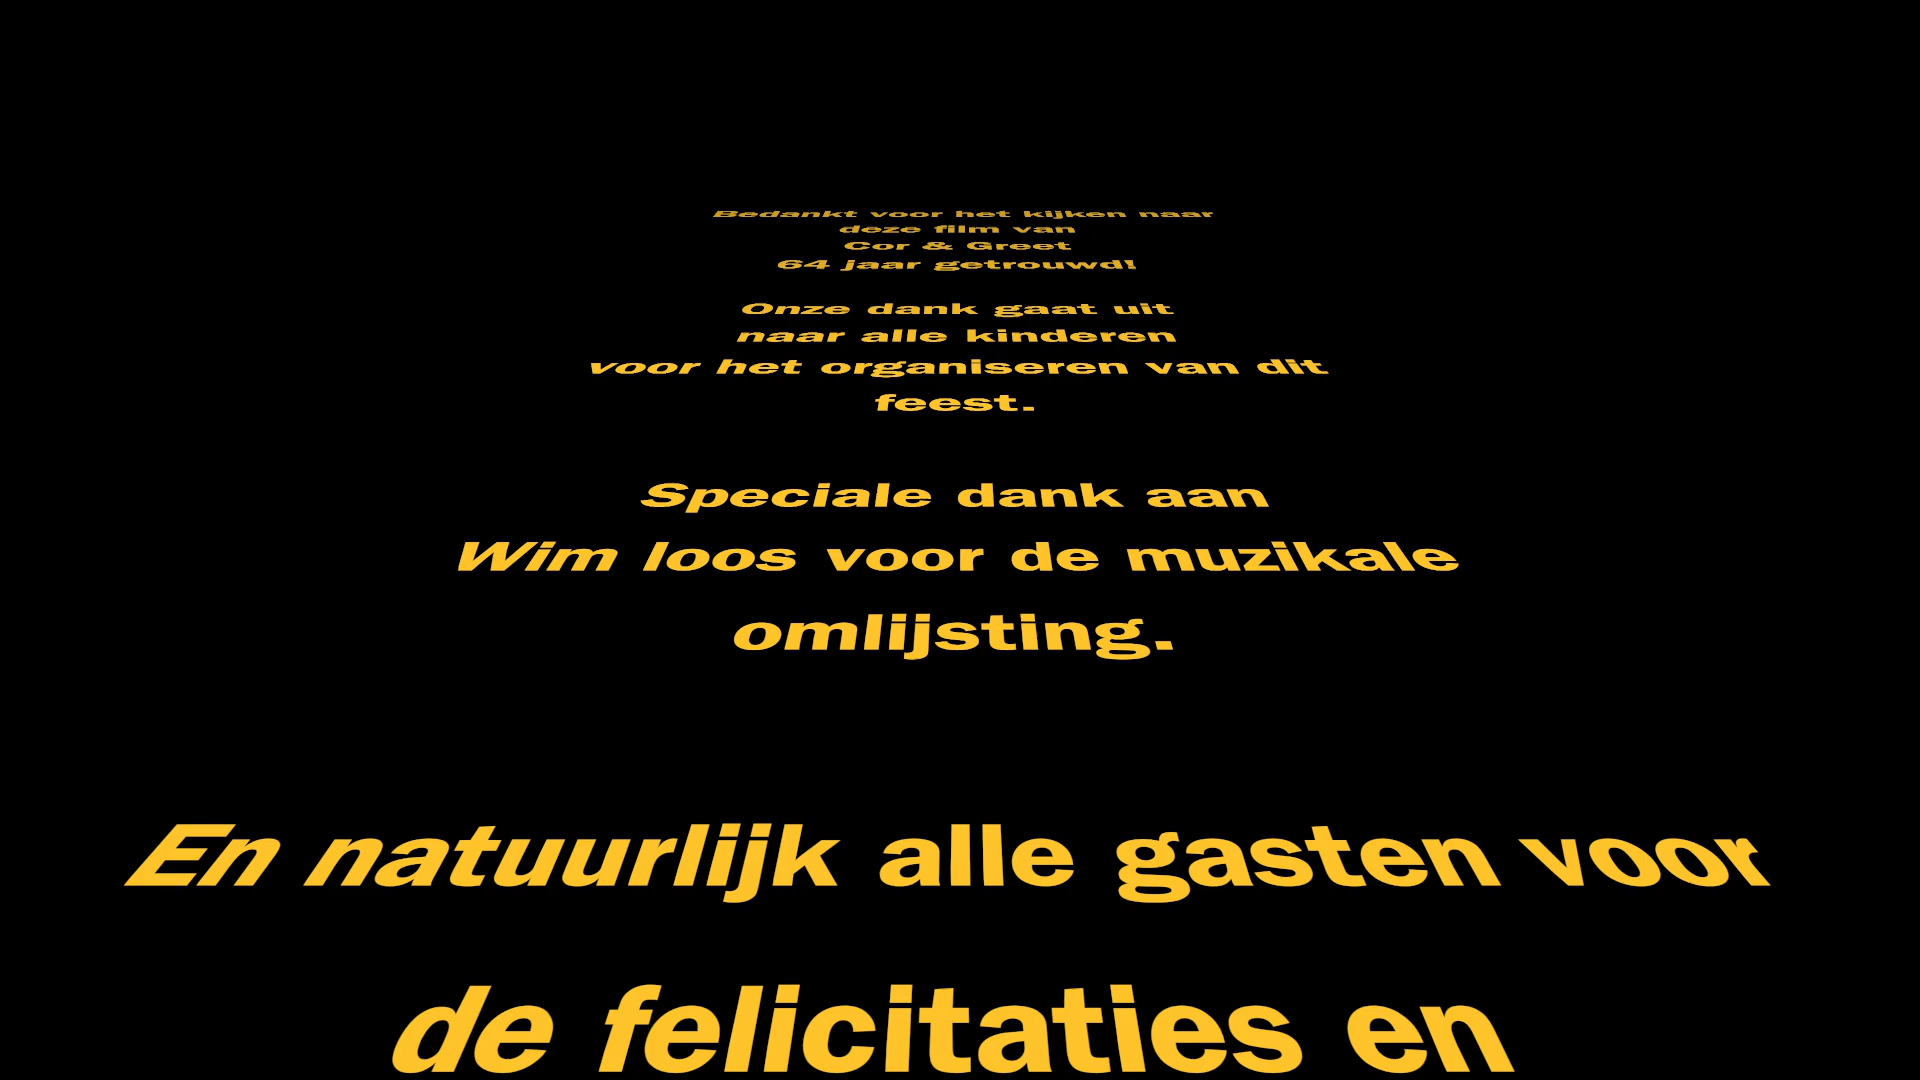 Bedankt voor het kijken naar
deze film van
Cor & Greet
64 jaar getrouwd!
Onze dank gaat uit
naar alle kinderen
voor het organiseren van dit
feest.
Speciale dank aan
Wim loos voor de muzikale
omlijsting.
En natuurlijk alle gasten voor
de felicitaties en